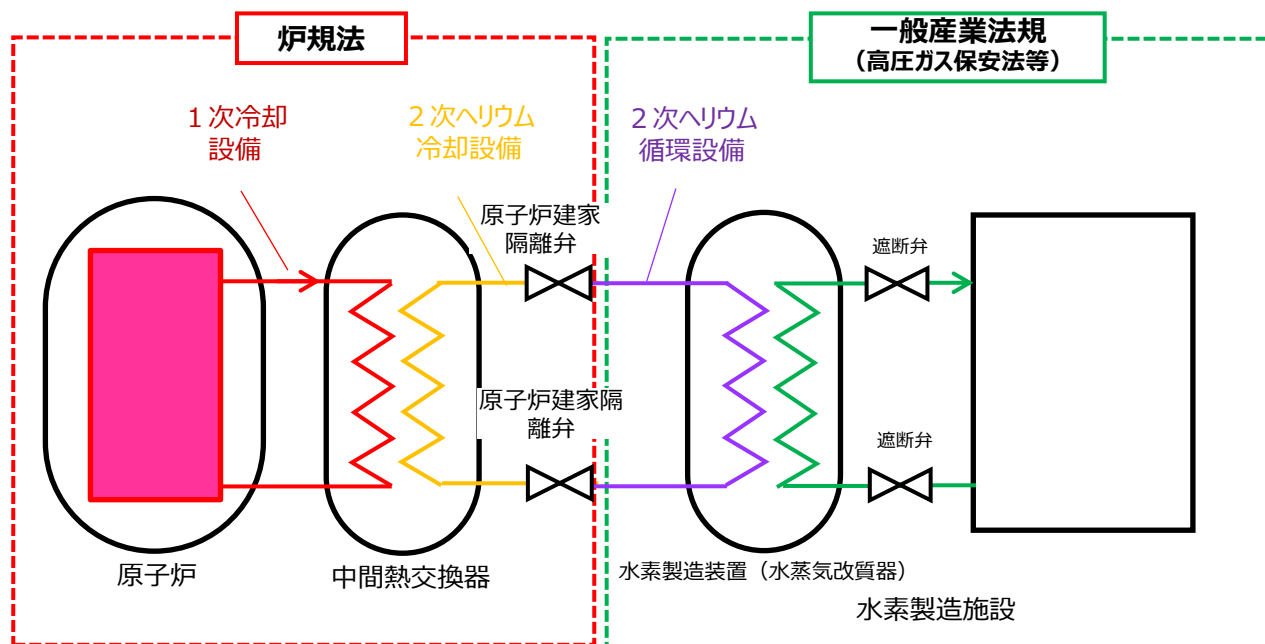 炉規法
一般産業法規
（高圧ガス保安法等）
１次冷却
設備
２次ヘリウム
冷却設備
２次ヘリウム
循環設備
原子炉建家
隔離弁
遮断弁
原子炉建家隔
離弁
遮断弁
原子炉
中間熱交換器
水素製造装置（水蒸気改質器）
水素製造施設